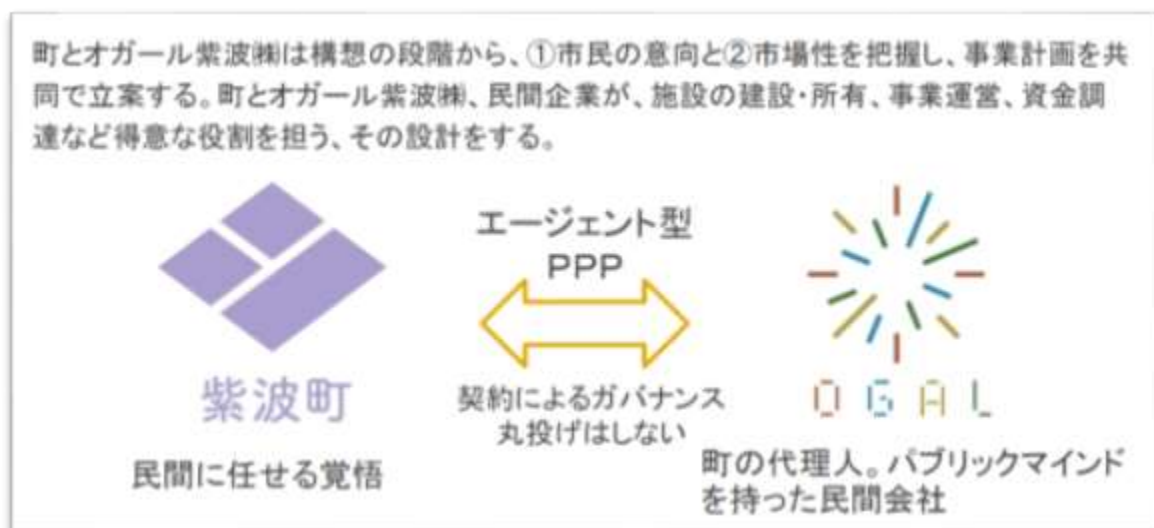 町とオガール紫波㈱は構想の段階から、①市民の意向と②市場性を把握し、事業計画を共
同で立案する。町とオガール紫波㈱、民間企業が、施設の建設・所有、事業運営、資金調
達など得意な役割を担う、その設計をする。
エージェント型
PPP
紫波町
契約によるガバナンス
丸投げはしない
OGAL
民間に任せる覚悟
町の代理人。パブリックマインド
を持った民間会社